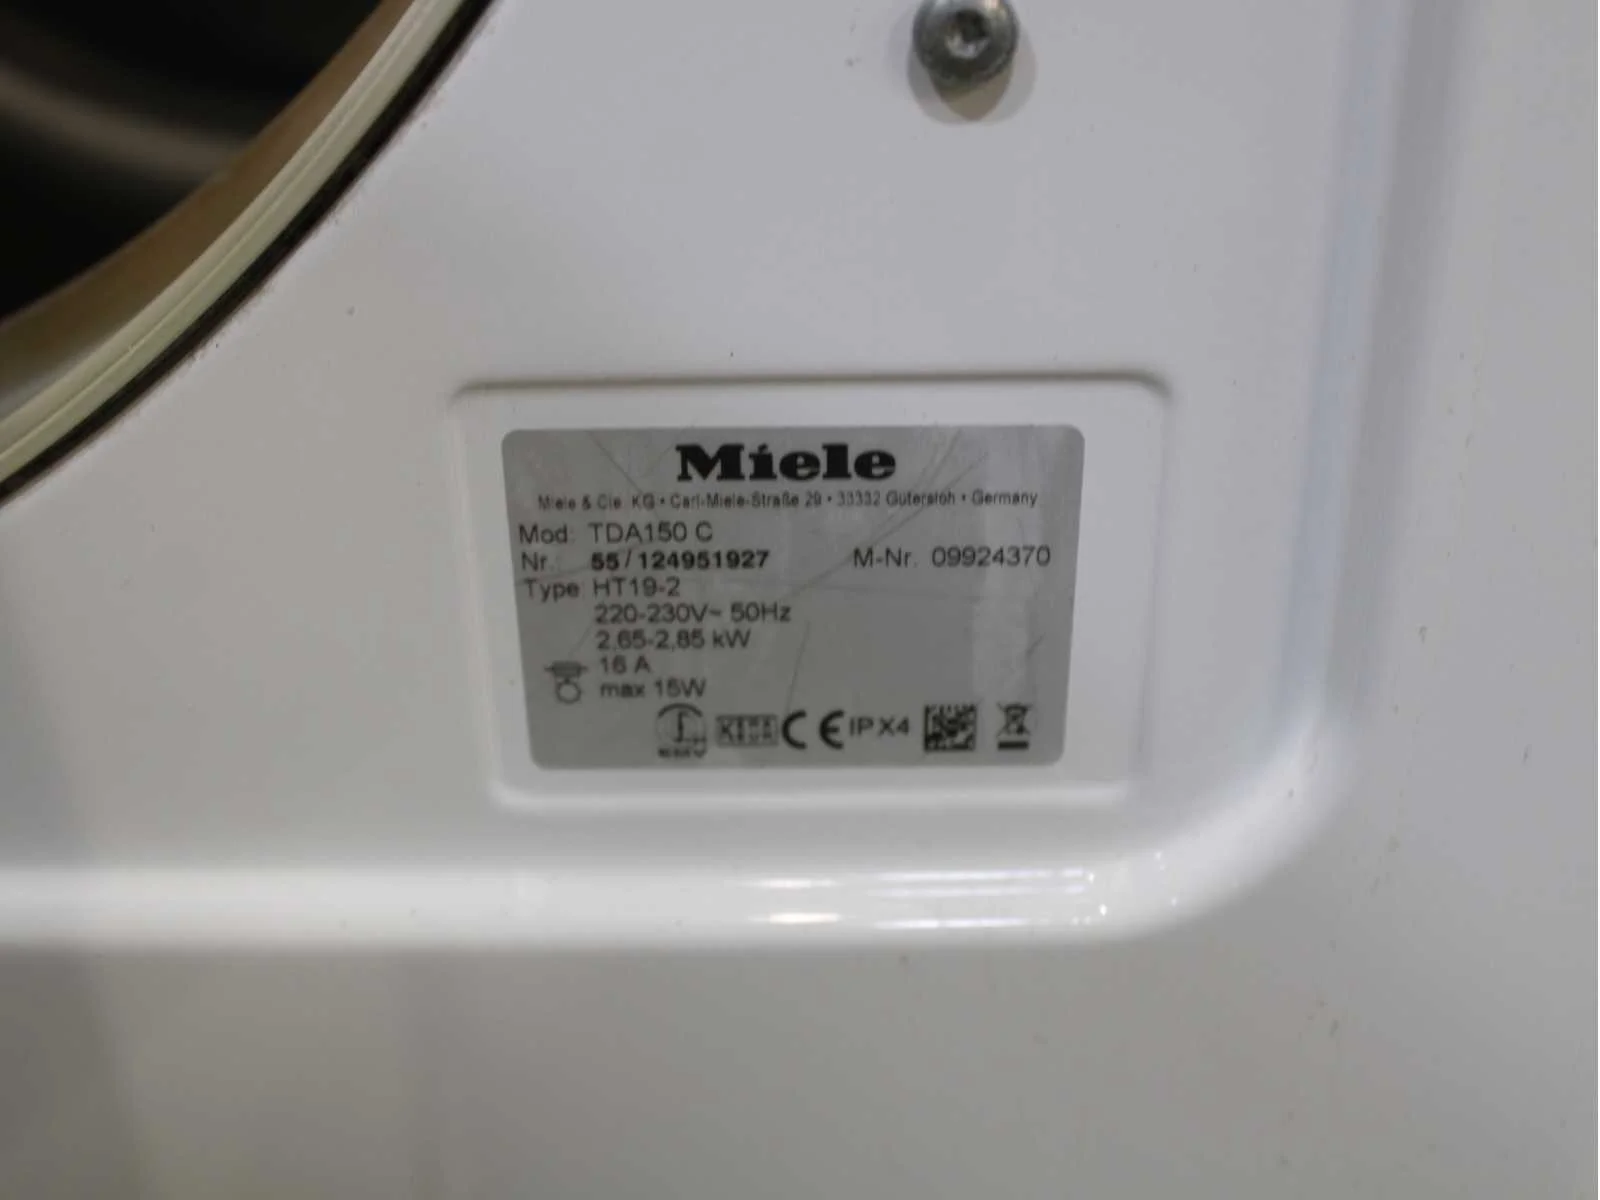 Miele
Miele & Cie. KG • Carl-Miele-Straße 29 • 33332 Gütersloh • Germany
Mod: TDA150 C
Nr. 55/124951927 M-Nr. 09924370
Type HT19-2
220-230V~ 50Hz
2,65-2,85 kW
16 A
max 15W
KEUR CE IPX4